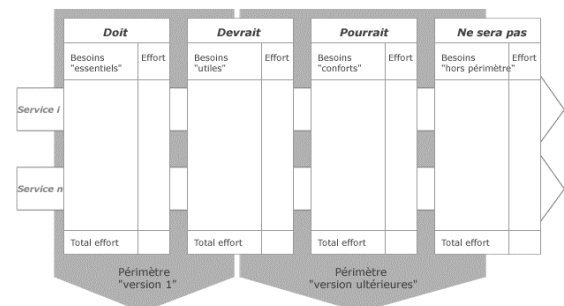 Doit Devrait Pourrait Ne sera pas
Besoins "essentiels" Effort Besoins "utiles" Effort Besoins "conforts" Effort Besoins "hors périmètre" Effort
Service i
Service n
Total effort Total effort Total effort Total effort
Périmètre "version 1" Périmètre "version ultérieures"